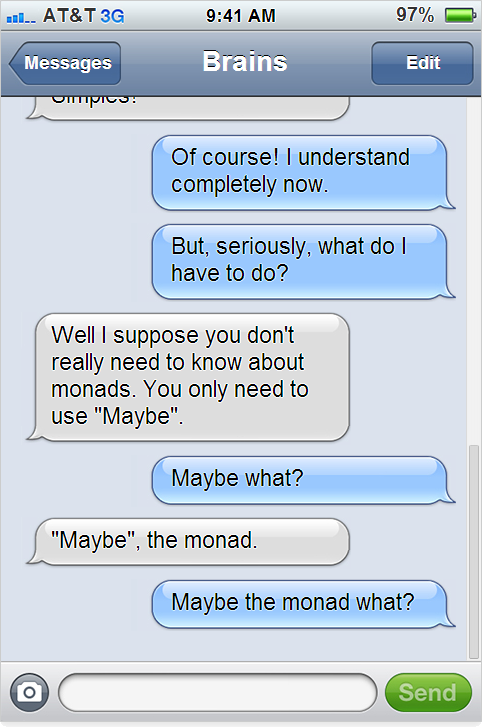 AT&T 3G 9:41 AM 97%
Messages Brains Edit
Simples!
Of course! I understand
completely now.
But, seriously, what do I
have to do?
Well I suppose you don't
really need to know about
monads. You only need to
use "Maybe".
Maybe what?
"Maybe", the monad.
Maybe the monad what?
Send